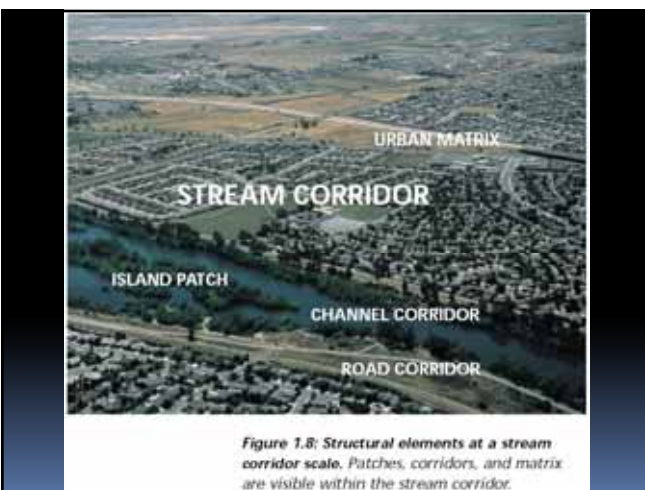 URBAN MATRIX
STREAM CORRIDOR
ISLAND PATCH
CHANNEL CORRIDOR
ROAD CORRIDOR
Figure 1.8: Structural elements at a stream
corridor scale. Patches, corridors, and matrix
are visible within the stream corridor.